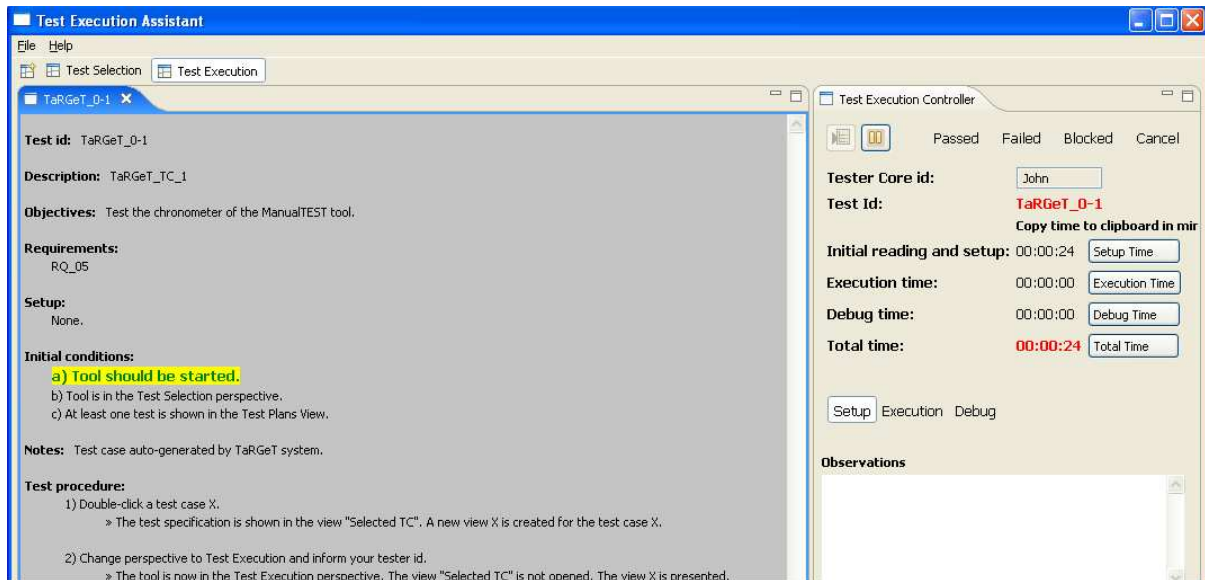 Test Execution Assistant
File Help
Test Selection Test Execution
TaRGeT_0-1
Test id: TaRGeT_0-1
Description: TaRGeT_TC_1
Objectives: Test the chronometer of the ManualTEST tool.
Requirements:
RQ_05
Setup:
None.
Initial conditions:
a) Tool should be started.
b) Tool is in the Test Selection perspective.
c) At least one test is shown in the Test Plans View.
Notes: Test case auto-generated by TaRGeT system.
Test procedure:
1) Double-click a test case X.
» The test specification is shown in the view "Selected TC". A new view X is created for the test case X.
2) Change perspective to Test Execution and inform your tester id.
» The tool is now in the Test Execution perspective. The view "Selected TC" is not opened. The view X is presented.
Test Execution Controller
Passed Failed Blocked Cancel
Tester Core id: John
Test Id: TaRGeT_0-1
Copy time to clipboard in mir
Initial reading and setup: 00:00:24 Setup Time
Execution time: 00:00:00 Execution Time
Debug time: 00:00:00 Debug Time
Total time: 00:00:24 Total Time
Setup Execution Debug
Observations